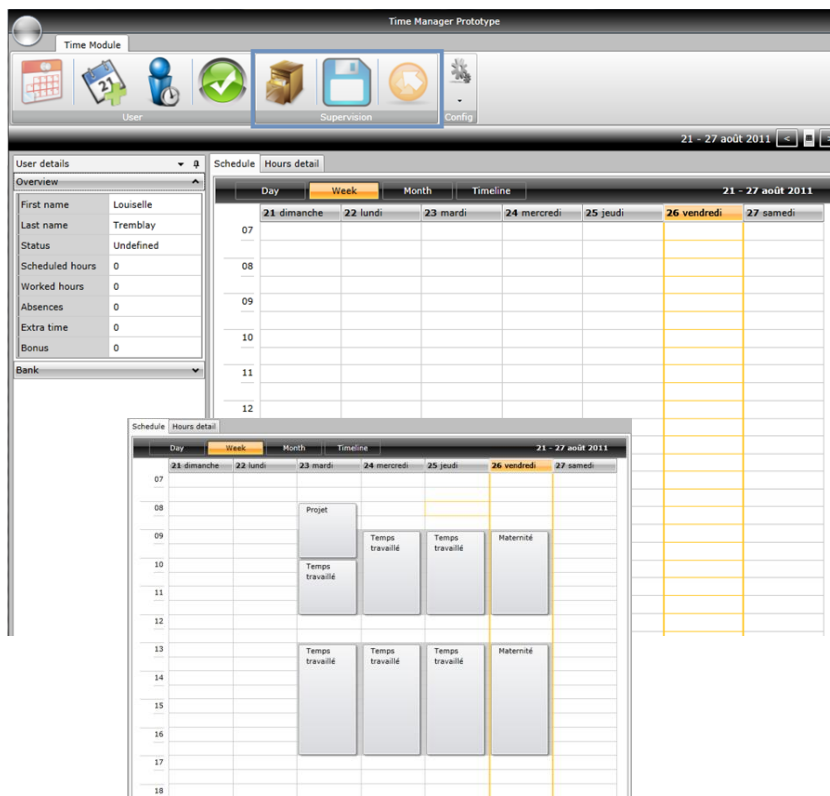 Time Manager Prototype
Time Module
21
User
Supervision
Config
21 - 27 août 2011 < >
User details
Overview
First name Louiselle
Last name Tremblay
Status Undefined
Scheduled hours 0
Worked hours 0
Absences 0
Extra time 0
Bonus 0
Bank
Schedule Hours detail
Day Week Month Timeline 21 - 27 août 2011
21 dimanche 22 lundi 23 mardi 24 mercredi 25 jeudi 26 vendredi 27 samedi
07
08
09
10
11
12
Schedule Hours detail
Day Week Month Timeline 21 - 27 août 2011
21 dimanche 22 lundi 23 mardi 24 mercredi 25 jeudi 26 vendredi 27 samedi
07
08 Projet
09 Temps Temps Maternité
travaillé travaillé
10 Temps
travaillé
11
12
13 Temps Temps Temps Maternité
travaillé travaillé travaillé
14
15
16
17
18